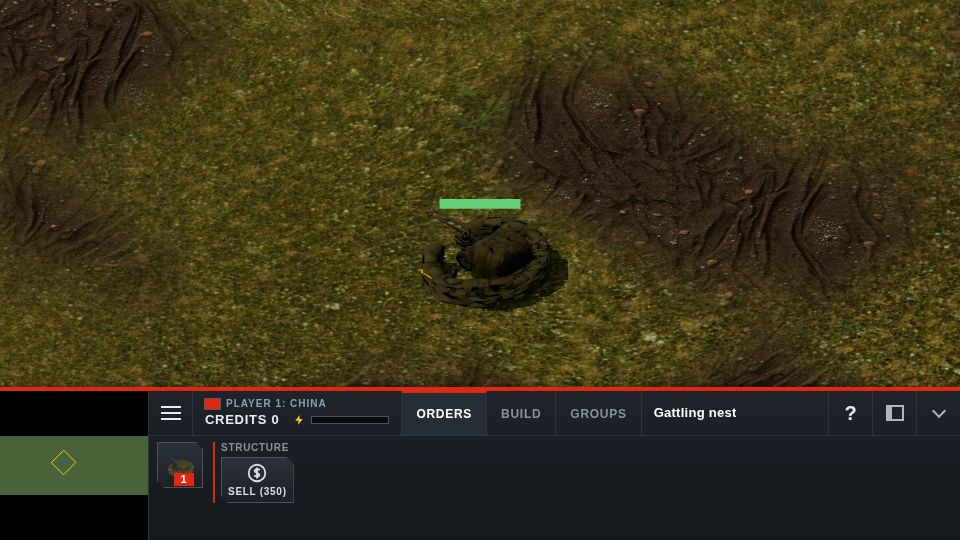 PLAYER 1: CHINA
CREDITS 0
ORDERS
BUILD
GROUPS
Gattling nest
?
1
STRUCTURE
SELL (350)